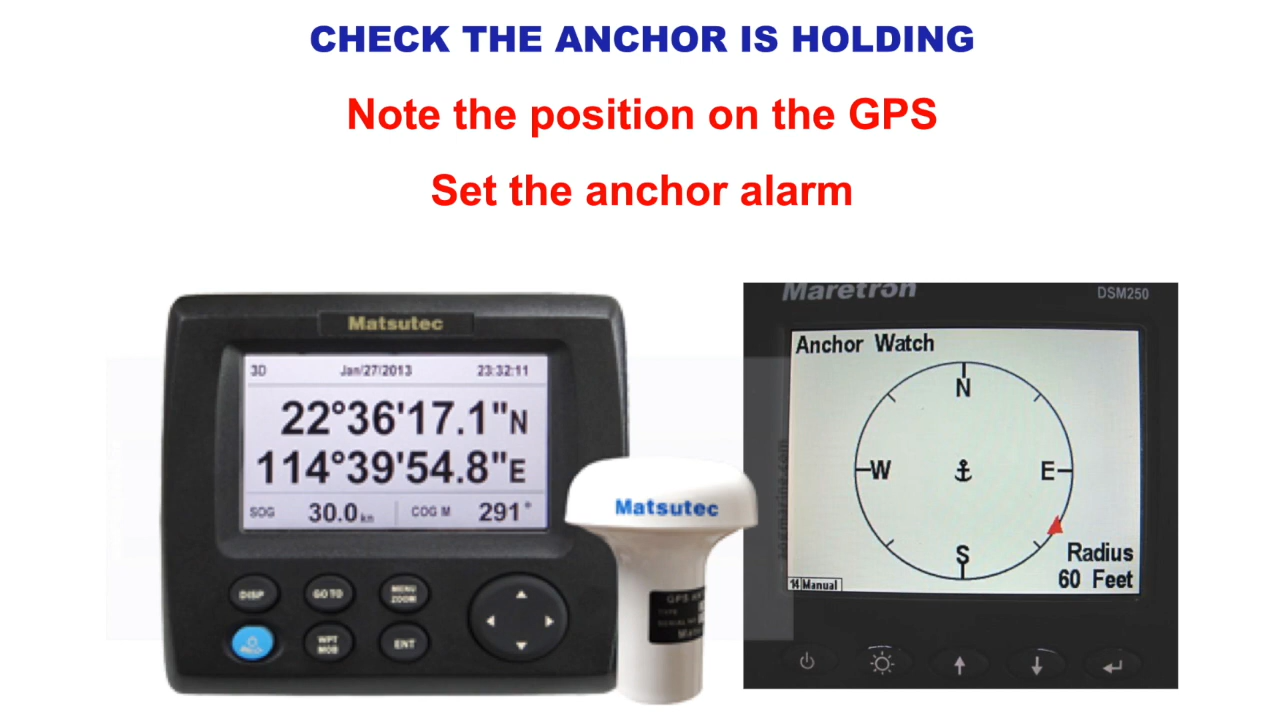 CHECK THE ANCHOR IS HOLDING
Note the position on the GPS
Set the anchor alarm
Matsutec
3D Jan/27/2013 23:32:11
22°36'17.1"N
114°39'54.8"E
SOG 30.0 kn COG M 291°
DISP GO TO MENU ZOOM
WPT MOB ENT
Matsutec
Maretron DSM250
Anchor Watch
N
W E
S
Radius
60 Feet
14 Manual